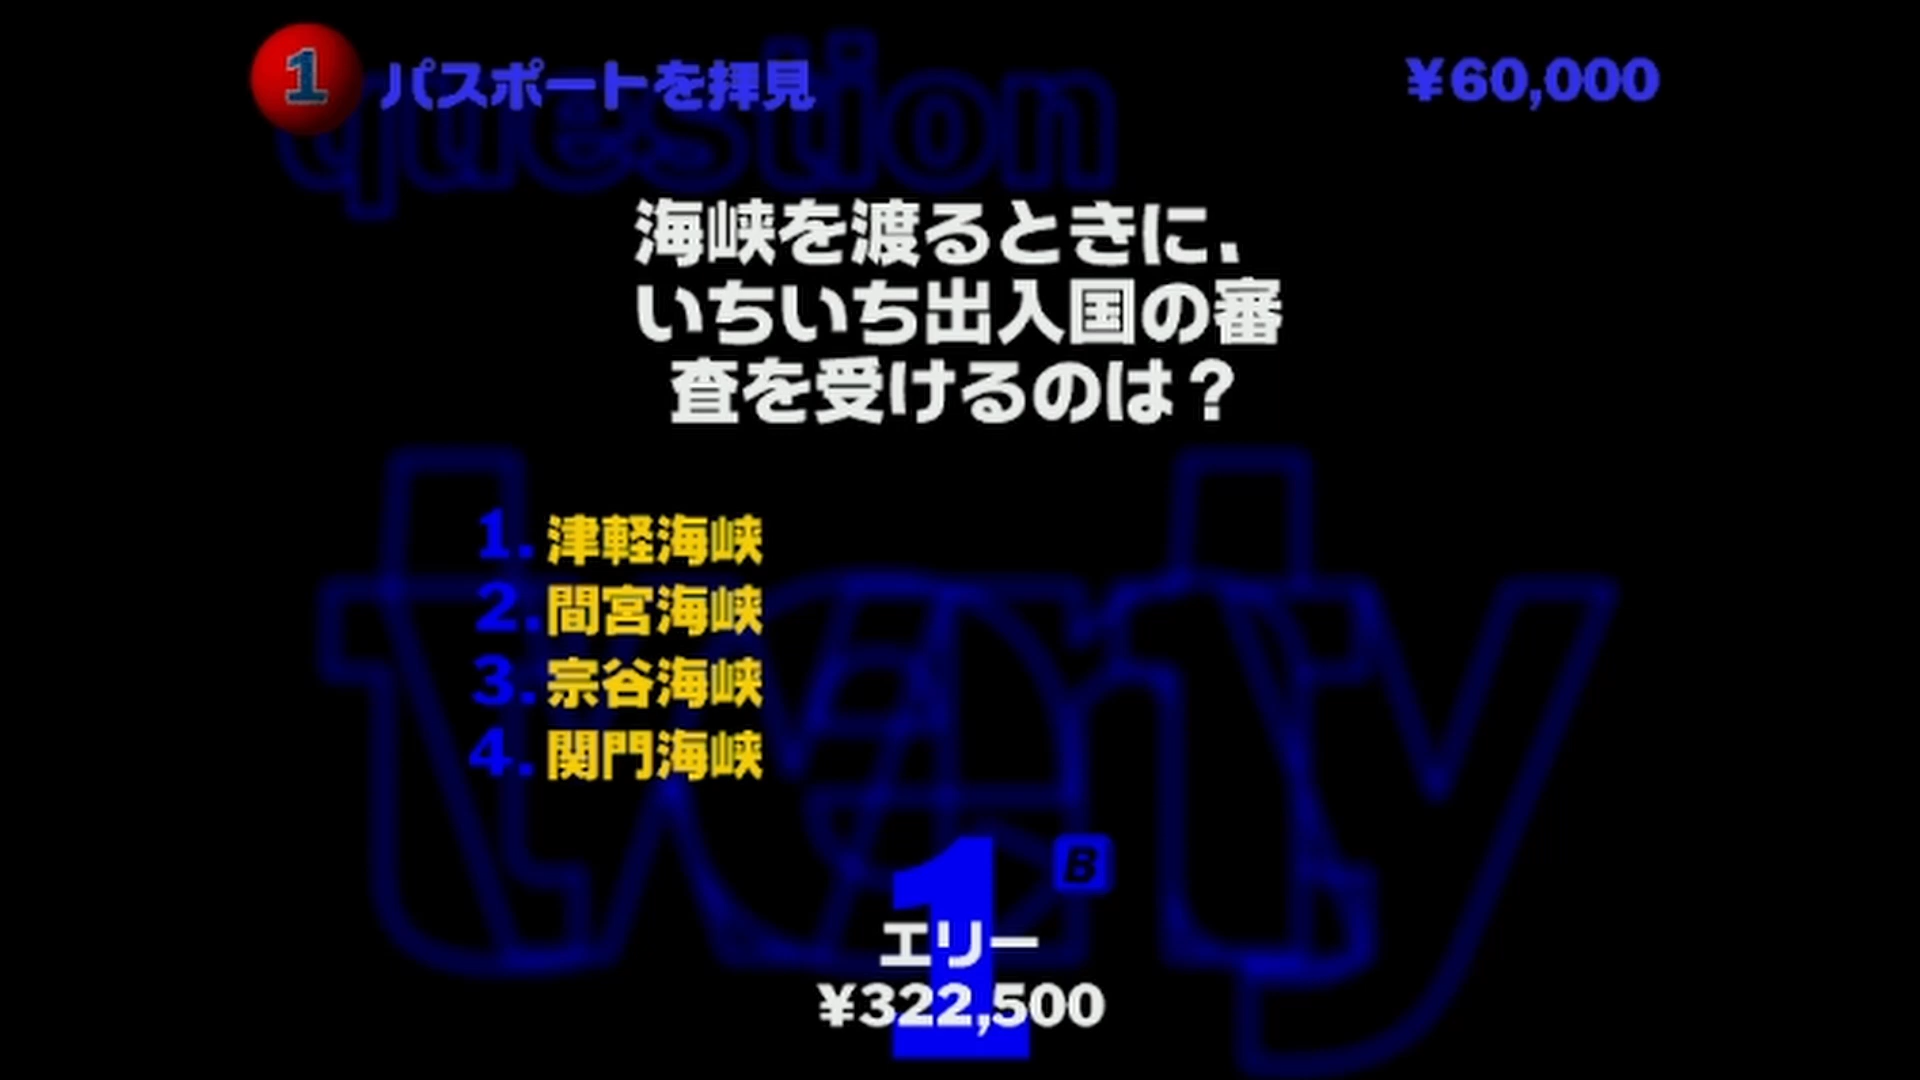 question
1 パスポートを拝見 ¥60,000
海峡を渡るときに.
いちいち出入国の審
査を受けるのは？
1. 津軽海峡
2. 間宮海峡
3. 宗谷海峡
4. 関門海峡
twenty
1 B
エリー
¥322,500